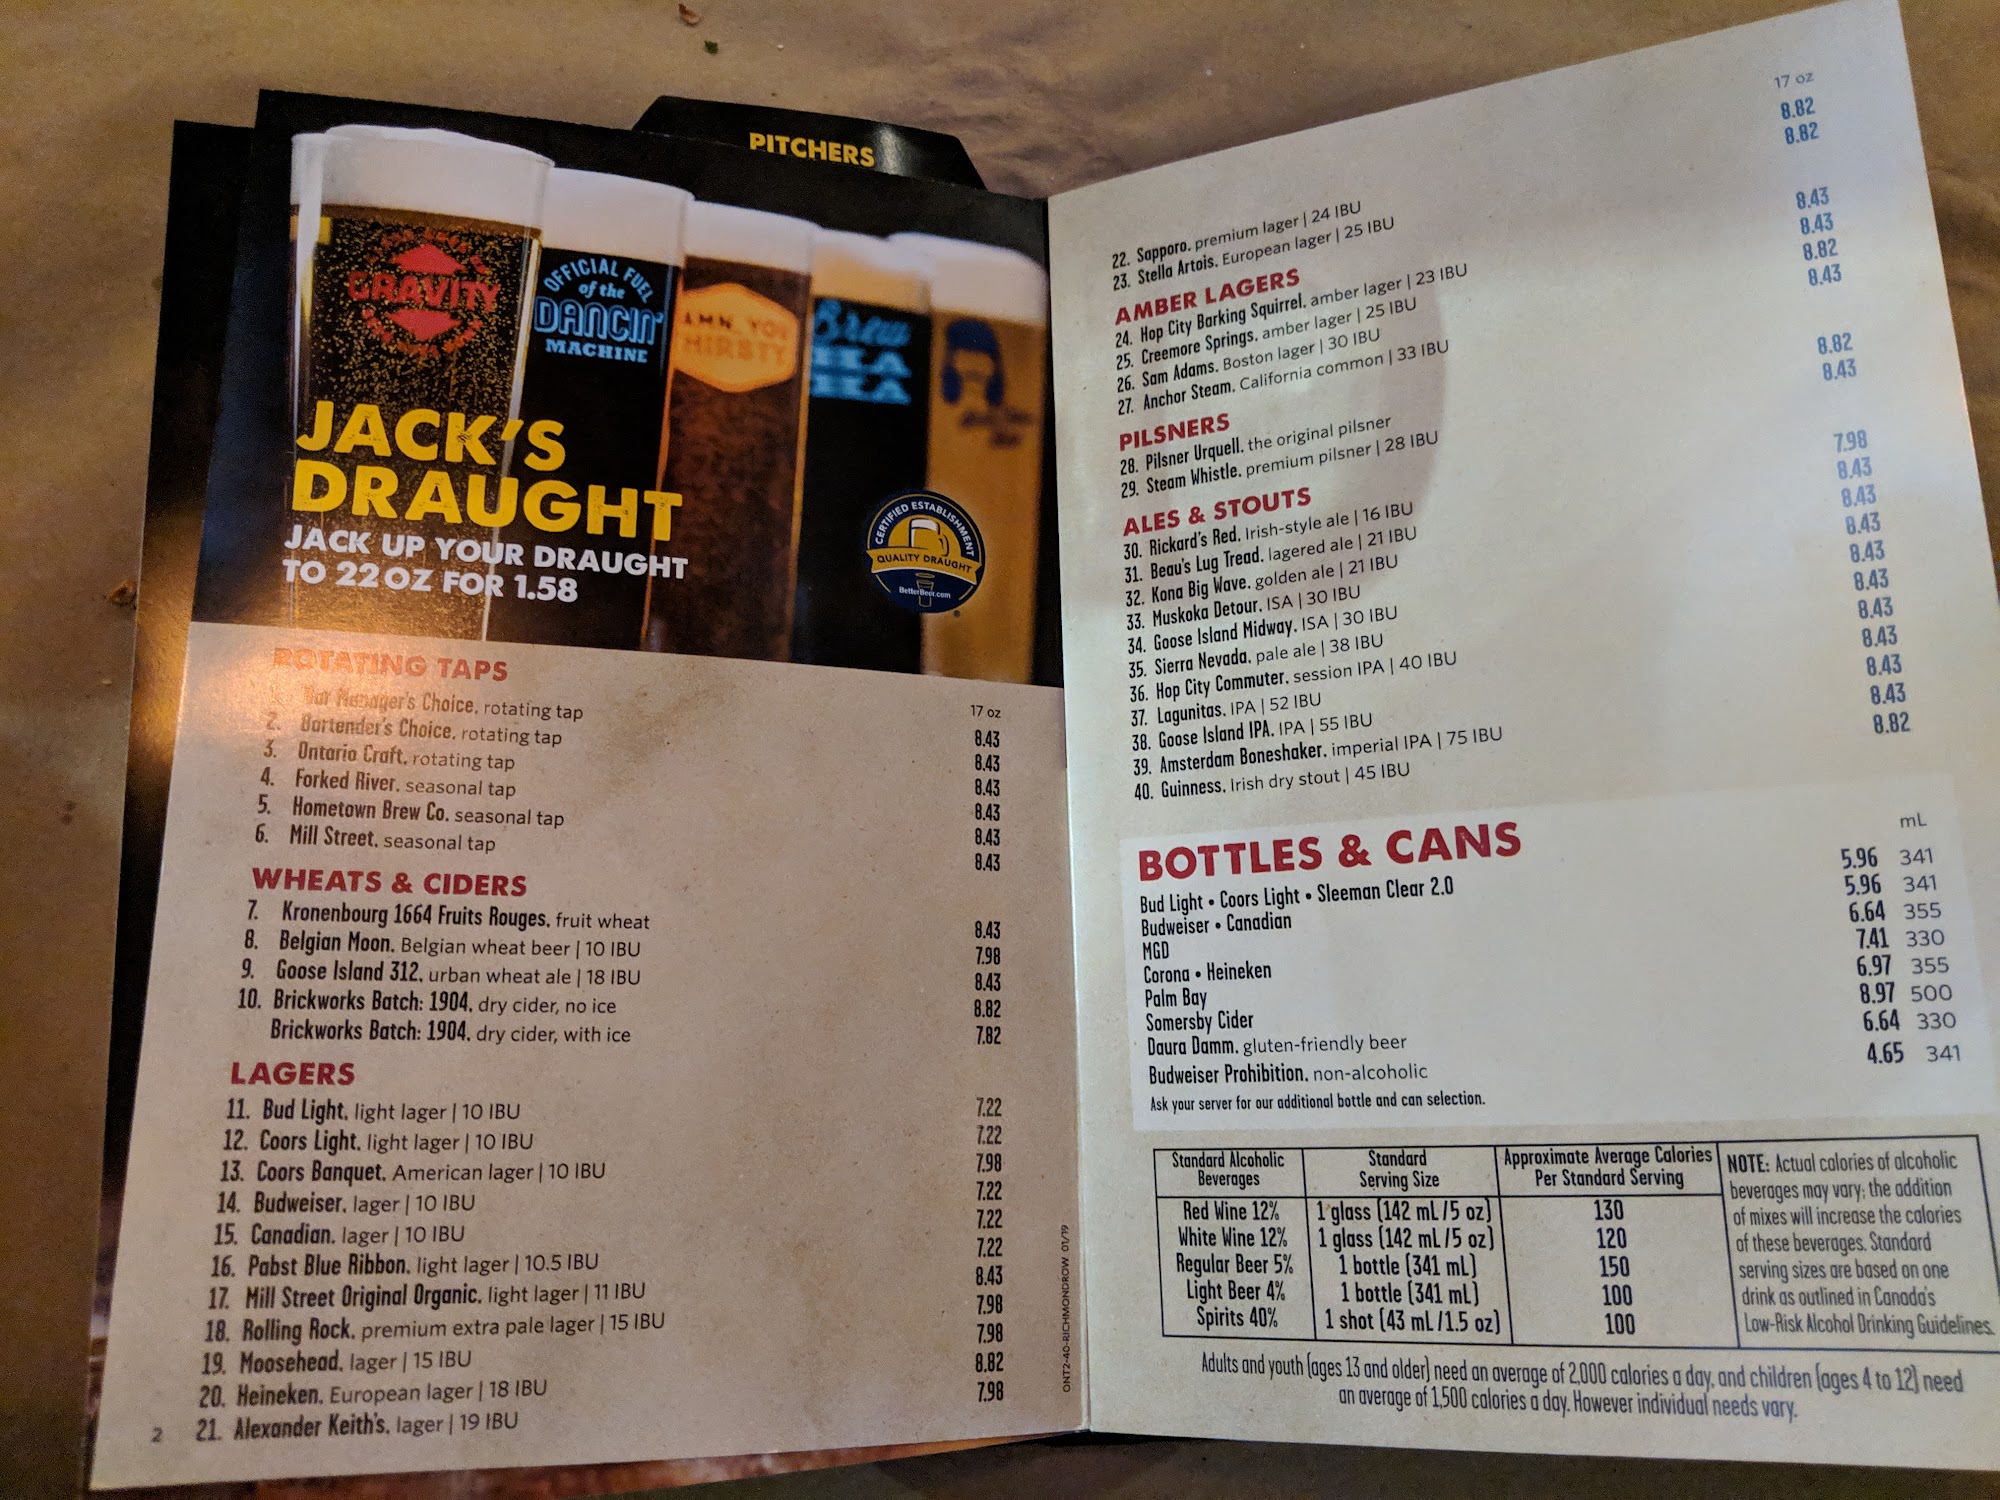 PITCHERS
GRAVITY
OFFICIAL FUEL
of the
DANCIN'
MACHINE
JACK'S
DRAUGHT
JACK UP YOUR DRAUGHT
TO 22 OZ FOR 1.58
CERTIFIED ESTABLISHMENT
QUALITY DRAUGHT
BetterBeer.com
ROTATING TAPS
17 oz
1. Bar Manager's Choice, rotating tap 8.43
2. Bartender's Choice, rotating tap 8.43
3. Ontario Craft, rotating tap 8.43
4. Forked River, seasonal tap 8.43
5. Hometown Brew Co, seasonal tap 8.43
6. Mill Street, seasonal tap 8.43
WHEATS & CIDERS
7. Kronenbourg 1664 Fruits Rouges, fruit wheat 8.43
8. Belgian Moon, Belgian wheat beer | 10 IBU 7.98
9. Goose Island 312, urban wheat ale | 18 IBU 8.43
10. Brickworks Batch: 1904, dry cider, no ice 8.82
Brickworks Batch: 1904, dry cider, with ice 7.82
LAGERS
11. Bud Light, light lager | 10 IBU 7.22
12. Coors Light, light lager | 10 IBU 7.22
13. Coors Banquet, American lager | 10 IBU 7.98
14. Budweiser, lager | 10 IBU 7.22
15. Canadian, lager | 10 IBU 7.22
16. Pabst Blue Ribbon, light lager | 10.5 IBU 7.22
17. Mill Street Original Organic, light lager | 11 IBU 8.43
18. Rolling Rock, premium extra pale lager | 15 IBU 7.98
19. Moosehead, lager | 15 IBU 7.98
20. Heineken, European lager | 18 IBU 8.82
21. Alexander Keith's, lager | 19 IBU 7.98
2
ONT2-40-RICHMONDROW 01/19
17 oz
22. Sapporo, premium lager | 24 IBU 8.82
23. Stella Artois, European lager | 25 IBU 8.82
AMBER LAGERS
24. Hop City Barking Squirrel, amber lager | 23 IBU 8.43
25. Creemore Springs, amber lager | 25 IBU 8.43
26. Sam Adams, Boston lager | 30 IBU 8.82
27. Anchor Steam, California common | 33 IBU 8.43
PILSNERS
28. Pilsner Urquell, the original pilsner 8.82
29. Steam Whistle, premium pilsner | 28 IBU 8.43
ALES & STOUTS
30. Rickard's Red, Irish-style ale | 16 IBU 7.98
31. Beau's Lug Tread, lagered ale | 21 IBU 8.43
32. Kona Big Wave, golden ale | 21 IBU 8.43
33. Muskoka Detour, ISA | 30 IBU 8.43
34. Goose Island Midway, ISA | 30 IBU 8.43
35. Sierra Nevada, pale ale | 38 IBU 8.43
36. Hop City Commuter, session IPA | 40 IBU 8.43
37. Lagunitas, IPA | 52 IBU 8.43
38. Goose Island IPA, IPA | 55 IBU 8.43
39. Amsterdam Boneshaker, imperial IPA | 75 IBU 8.43
40. Guinness, Irish dry stout | 45 IBU 8.82
BOTTLES & CANS
mL
Bud Light • Coors Light • Sleeman Clear 2.0 5.96 341
Budweiser • Canadian 5.96 341
MGD 6.64 355
Corona • Heineken 7.41 330
Palm Bay 6.97 355
Somersby Cider 8.97 500
Daura Damm, gluten-friendly beer 6.64 330
Budweiser Prohibition, non-alcoholic 4.65 341
Ask your server for our additional bottle and can selection.
Standard Alcoholic Beverages Standard Serving Size Approximate Average Calories Per Standard Serving
Red Wine 12% 1 glass (142 mL/5 oz) 130
White Wine 12% 1 glass (142 mL/5 oz) 120
Regular Beer 5% 1 bottle (341 mL) 150
Light Beer 4% 1 bottle (341 mL) 100
Spirits 40% 1 shot (43 mL/1.5 oz) 100
NOTE: Actual calories of alcoholic
beverages may vary; the addition
of mixes will increase the calories
of these beverages. Standard
serving sizes are based on one
drink as outlined in Canada's
Low-Risk Alcohol Drinking Guidelines.
Adults and youth (ages 13 and older) need an average of 2,000 calories a day, and children (ages 4 to 12) need
an average of 1,500 calories a day. However individual needs vary.